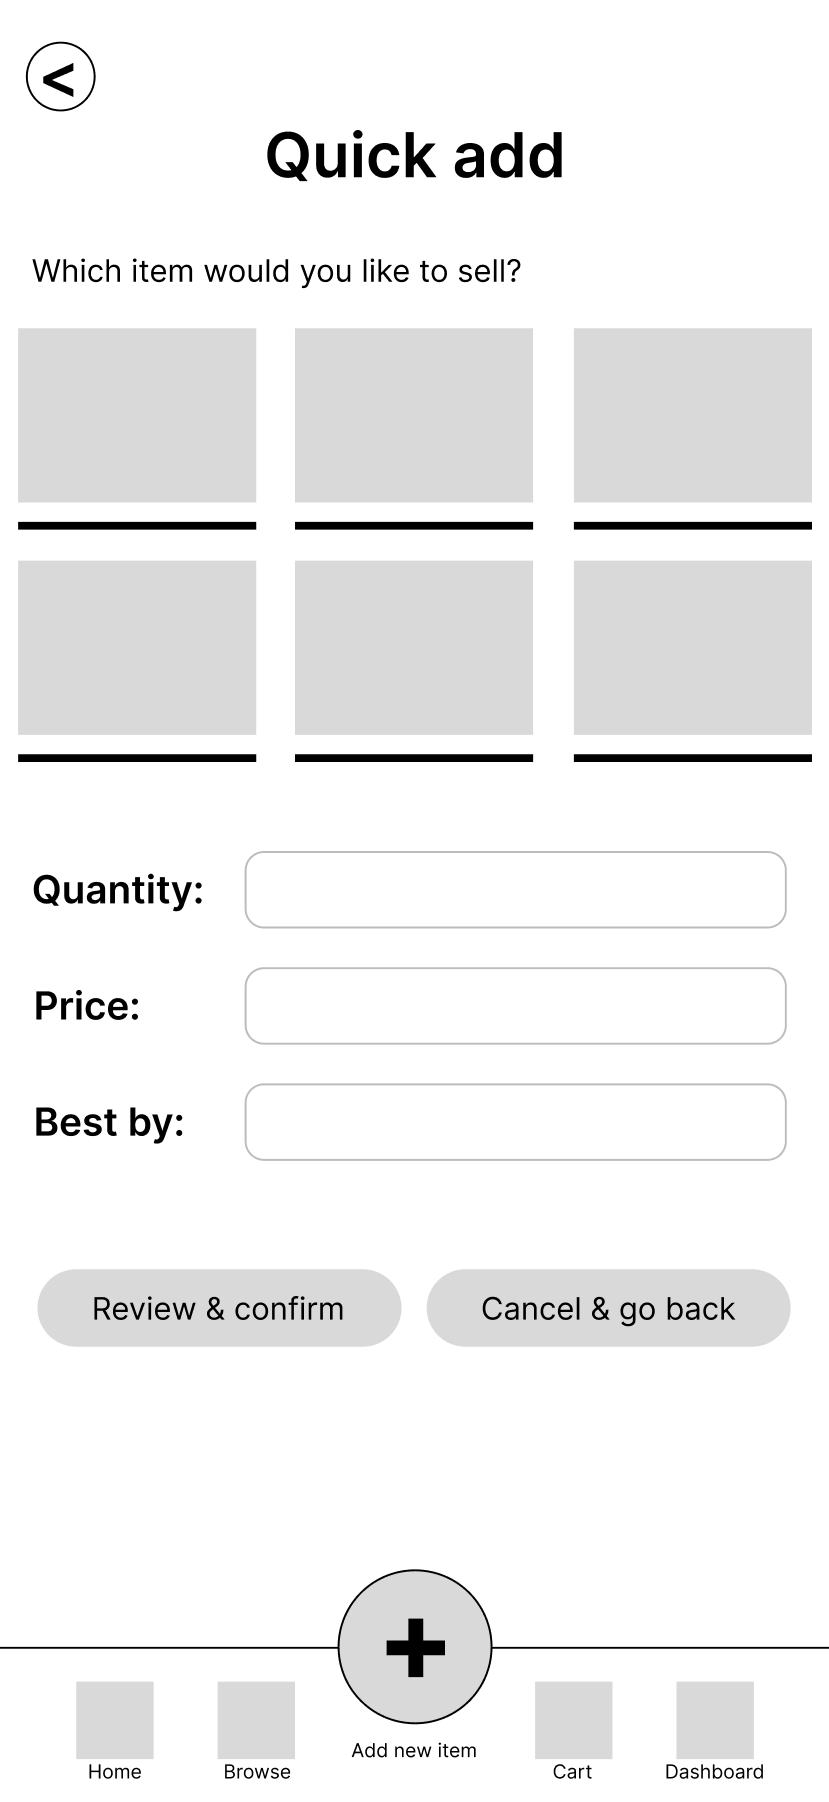 <
Quick add
Which item would you like to sell?
Quantity:
Price:
Best by:
Review & confirm
Cancel & go back
+
Add new item
Home
Browse
Cart
Dashboard